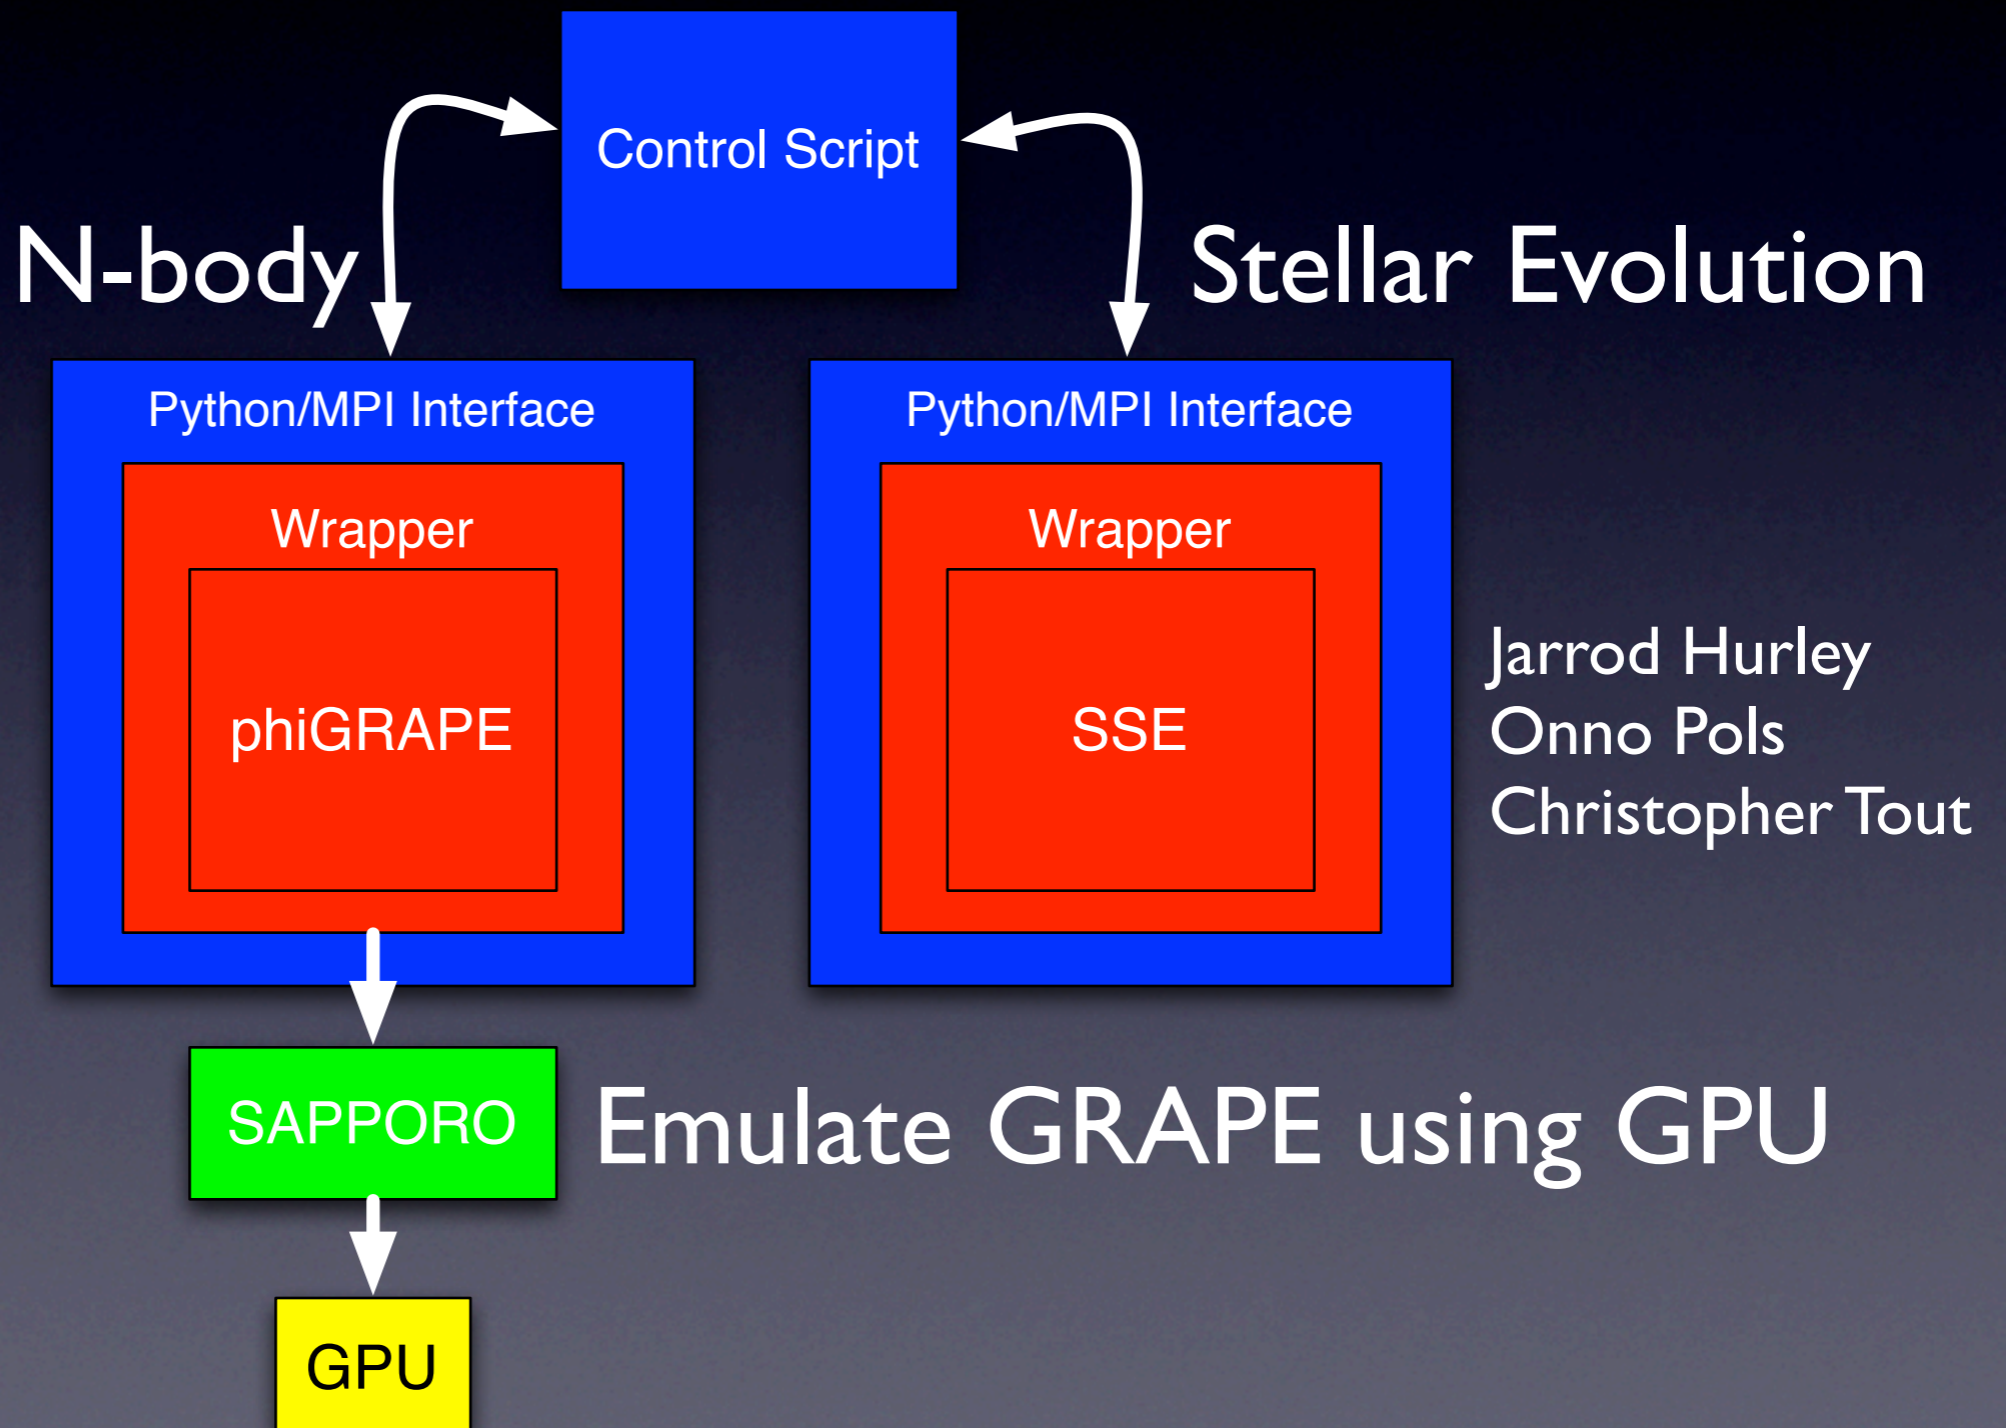 Control Script
N-body
Stellar Evolution
Python/MPI Interface
Wrapper
phiGRAPE
Python/MPI Interface
Wrapper
SSE
Jarrod Hurley
Onno Pols
Christopher Tout
SAPPORO
Emulate GRAPE using GPU
GPU